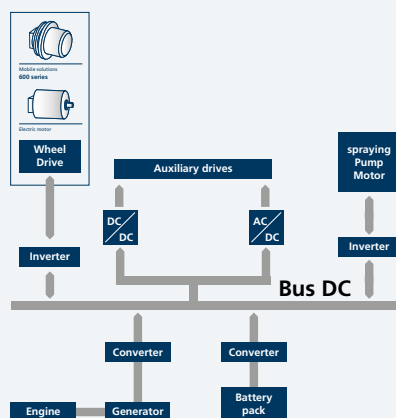 Mobile solutions
600 series
Electric motor
Wheel
Drive
Auxiliary drives
spraying
Pump
Motor
DC
DC
AC
DC
Inverter
Inverter
Bus DC
Converter
Converter
Engine
Generator
Battery
pack